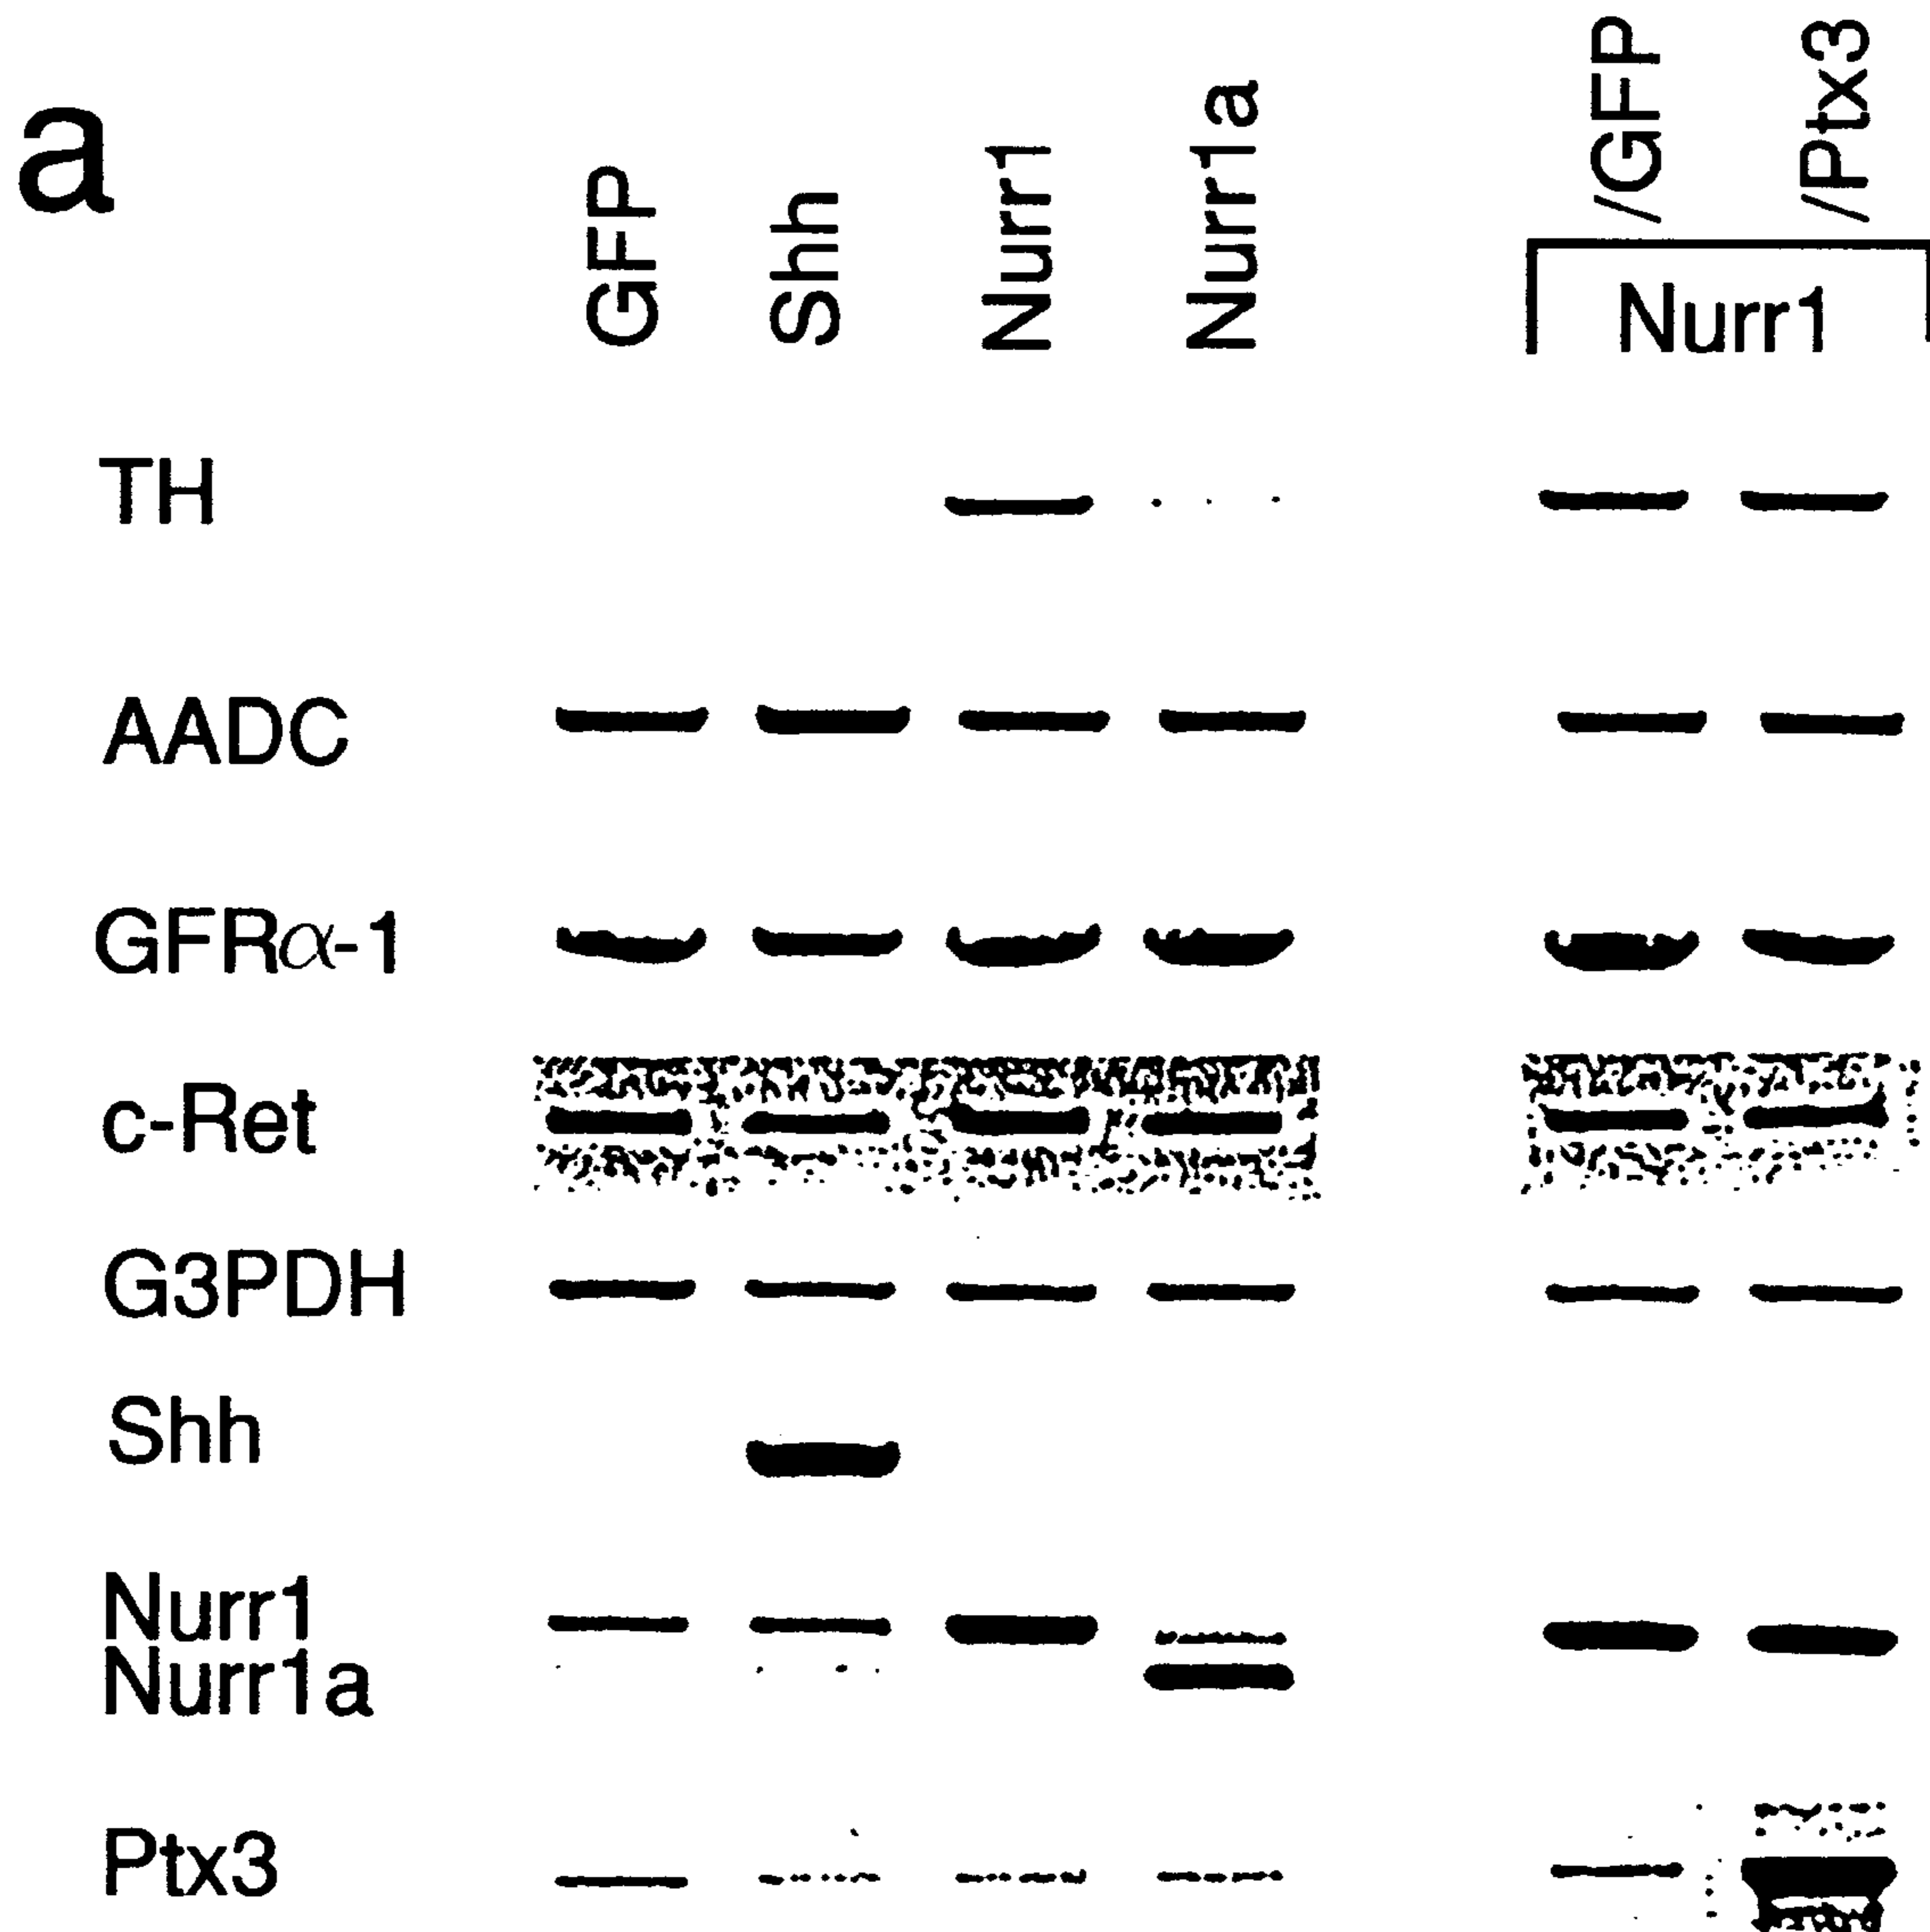 a
GFP
Shh
Nurr1
Nurr1a
/GFP
/Ptx3
Nurr1
TH
AADC
GFRα-1
c-Ret
G3PDH
Shh
Nurr1
Nurr1a
Ptx3